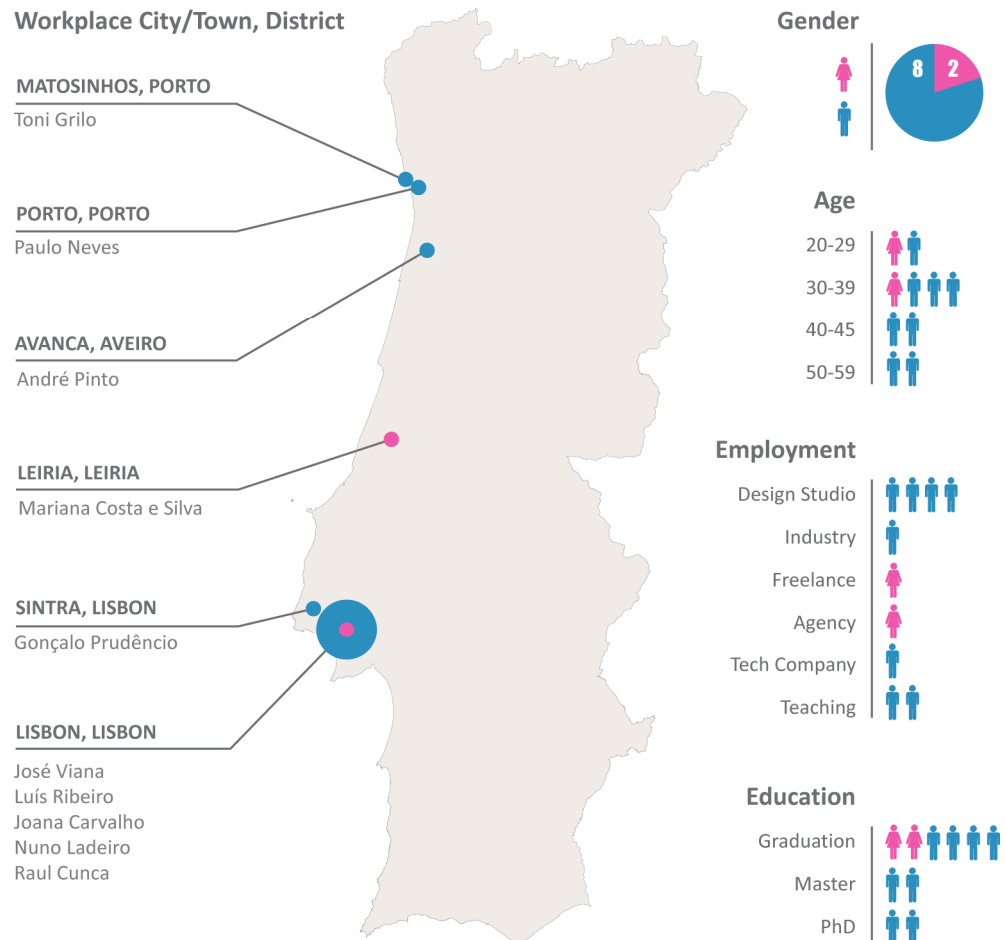 Workplace City/Town, District
MATOSINHOS, PORTO
Toni Grilo
PORTO, PORTO
Paulo Neves
AVANCA, AVEIRO
André Pinto
LEIRIA, LEIRIA
Mariana Costa e Silva
SINTRA, LISBON
Gonçalo Prudêncio
LISBON, LISBON
José Viana
Luís Ribeiro
Joana Carvalho
Nuno Ladeiro
Raul Cunca
Gender
8 2
Age
20-29
30-39
40-45
50-59
Employment
Design Studio
Industry
Freelance
Agency
Tech Company
Teaching
Education
Graduation
Master
PhD